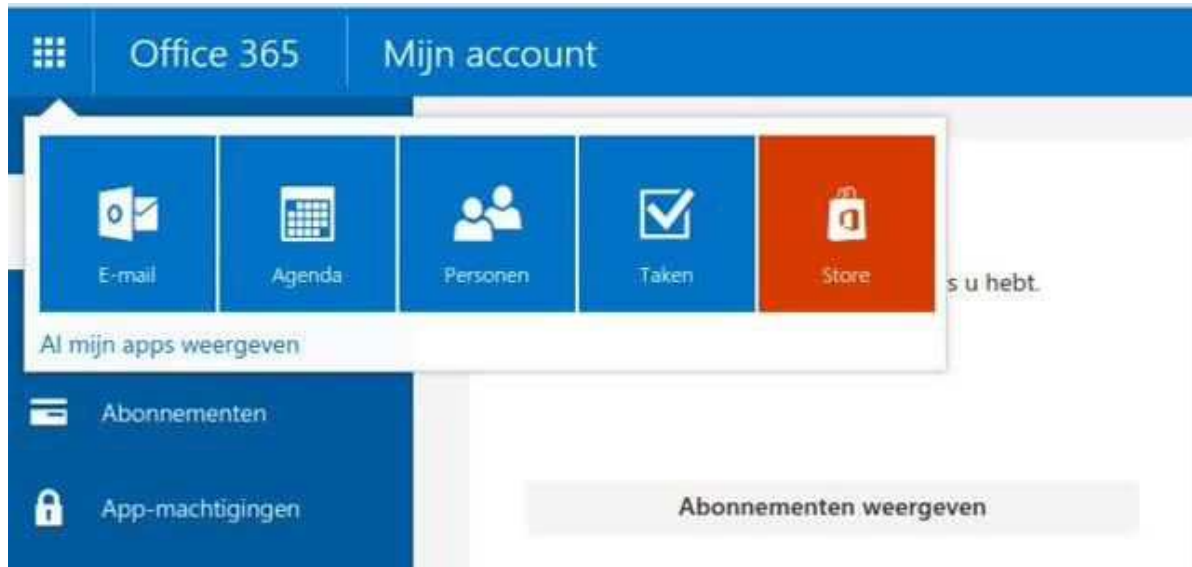 Office 365 Mijn account
E-mail Agenda Personen Taken Store
s u hebt.
Al mijn apps weergeven
Abonnementen
App-machtigingen
Abonnementen weergeven